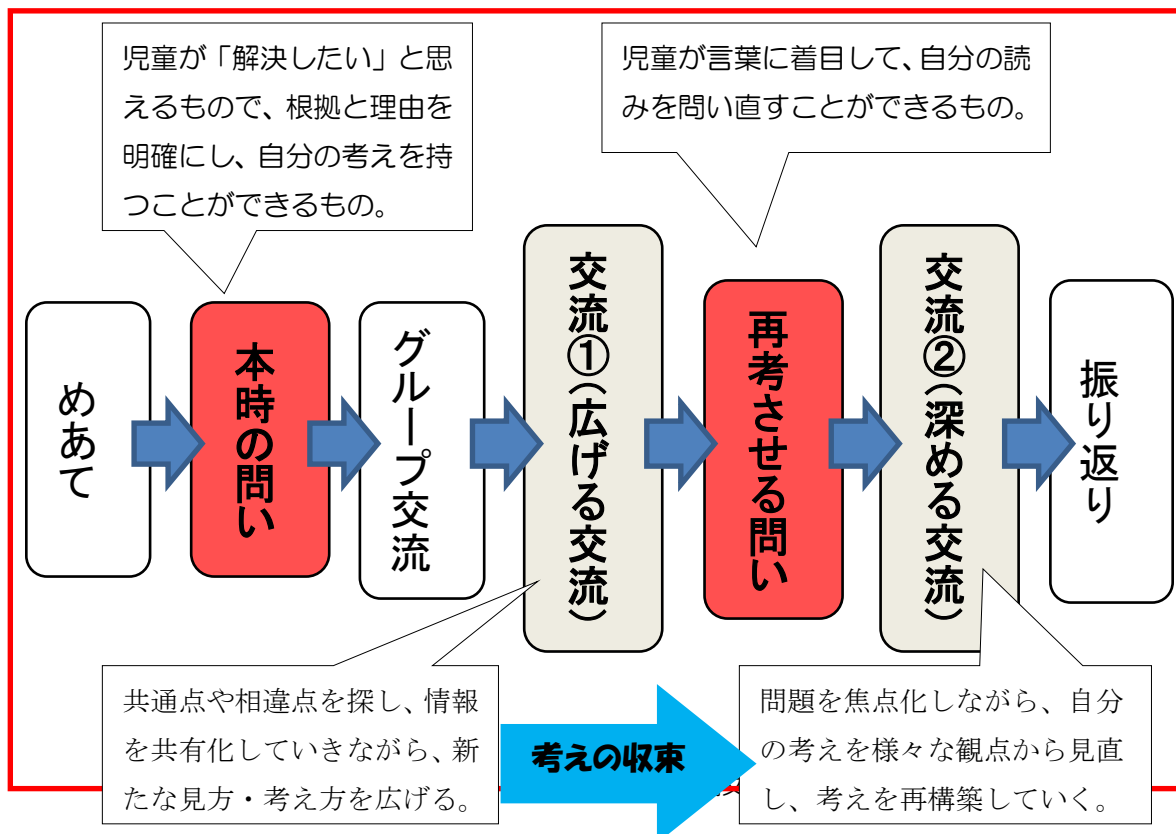 児童が「解決したい」と思
えるもので、根拠と理由を
明確にし、自分の考えを持
つことができるもの。
児童が言葉に着目して、自分の読
みを問い直すことができるもの。
めあて
本時の問い
グループ交流
交流①(広げる交流)
再考させる問い
交流②(深める交流)
振り返り
共通点や相違点を探し、情報
を共有化していきながら、新
たな見方・考え方を広げる。
考えの収束
問題を焦点化しながら、自分
の考えを様々な観点から見直
し、考えを再構築していく。